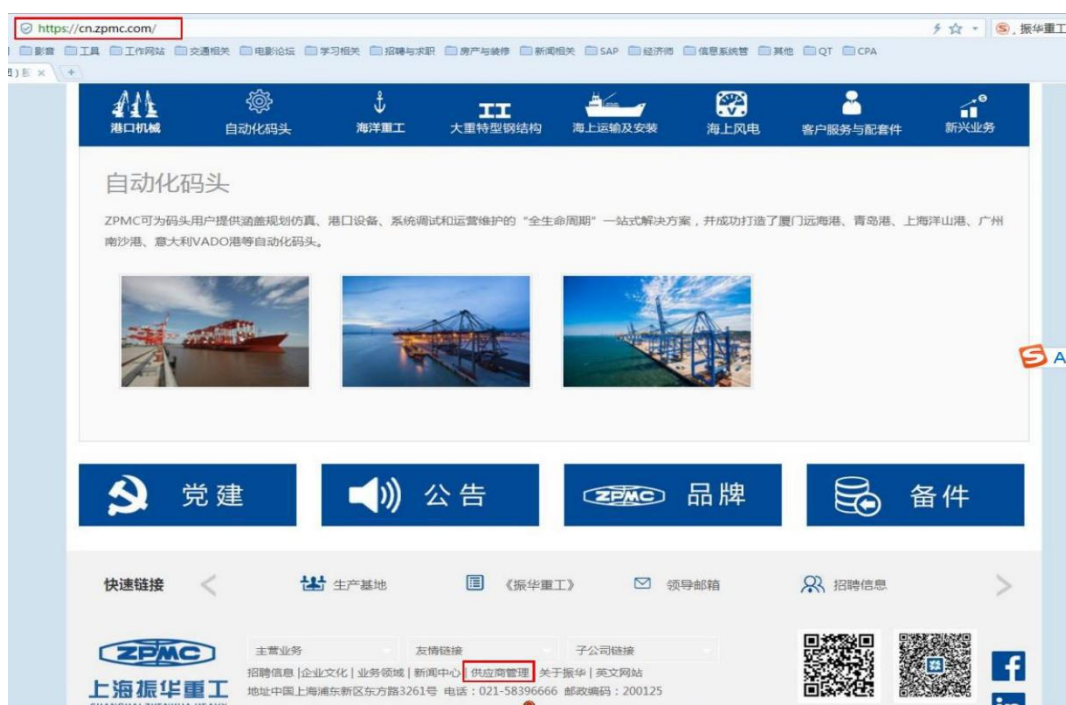 https://cn.zpmc.com/
振华重工
影音 工具 工作网站 交通相关 电影论坛 学习相关 招聘与求职 房产与装修 新闻相关 SAP 经济师 信息系统管 其他 QT CPA
港口机械 自动化码头 海洋重工 大重特型钢结构 海上运输及安装 海上风电 客户服务与配套件 新兴业务
自动化码头
ZPMC可为码头用户提供涵盖规划仿真、港口设备、系统调试和运营维护的“全生命周期”一站式解决方案，并成功打造了厦门远海港、青岛港、上海洋山港、广州
南沙港、意大利VADO港等自动化码头。
党建 公告 ZPMC 品牌 备件
快速链接 生产基地 《振华重工》 领导邮箱 招聘信息
ZPMC
主营业务 友情链接 子公司链接
招聘信息|企业文化|业务领域|新闻中心|供应商管理|关于振华|英文网站
上海振华重工
地址中国上海浦东新区东方路3261号 电话：021-58396666 邮政编码：200125